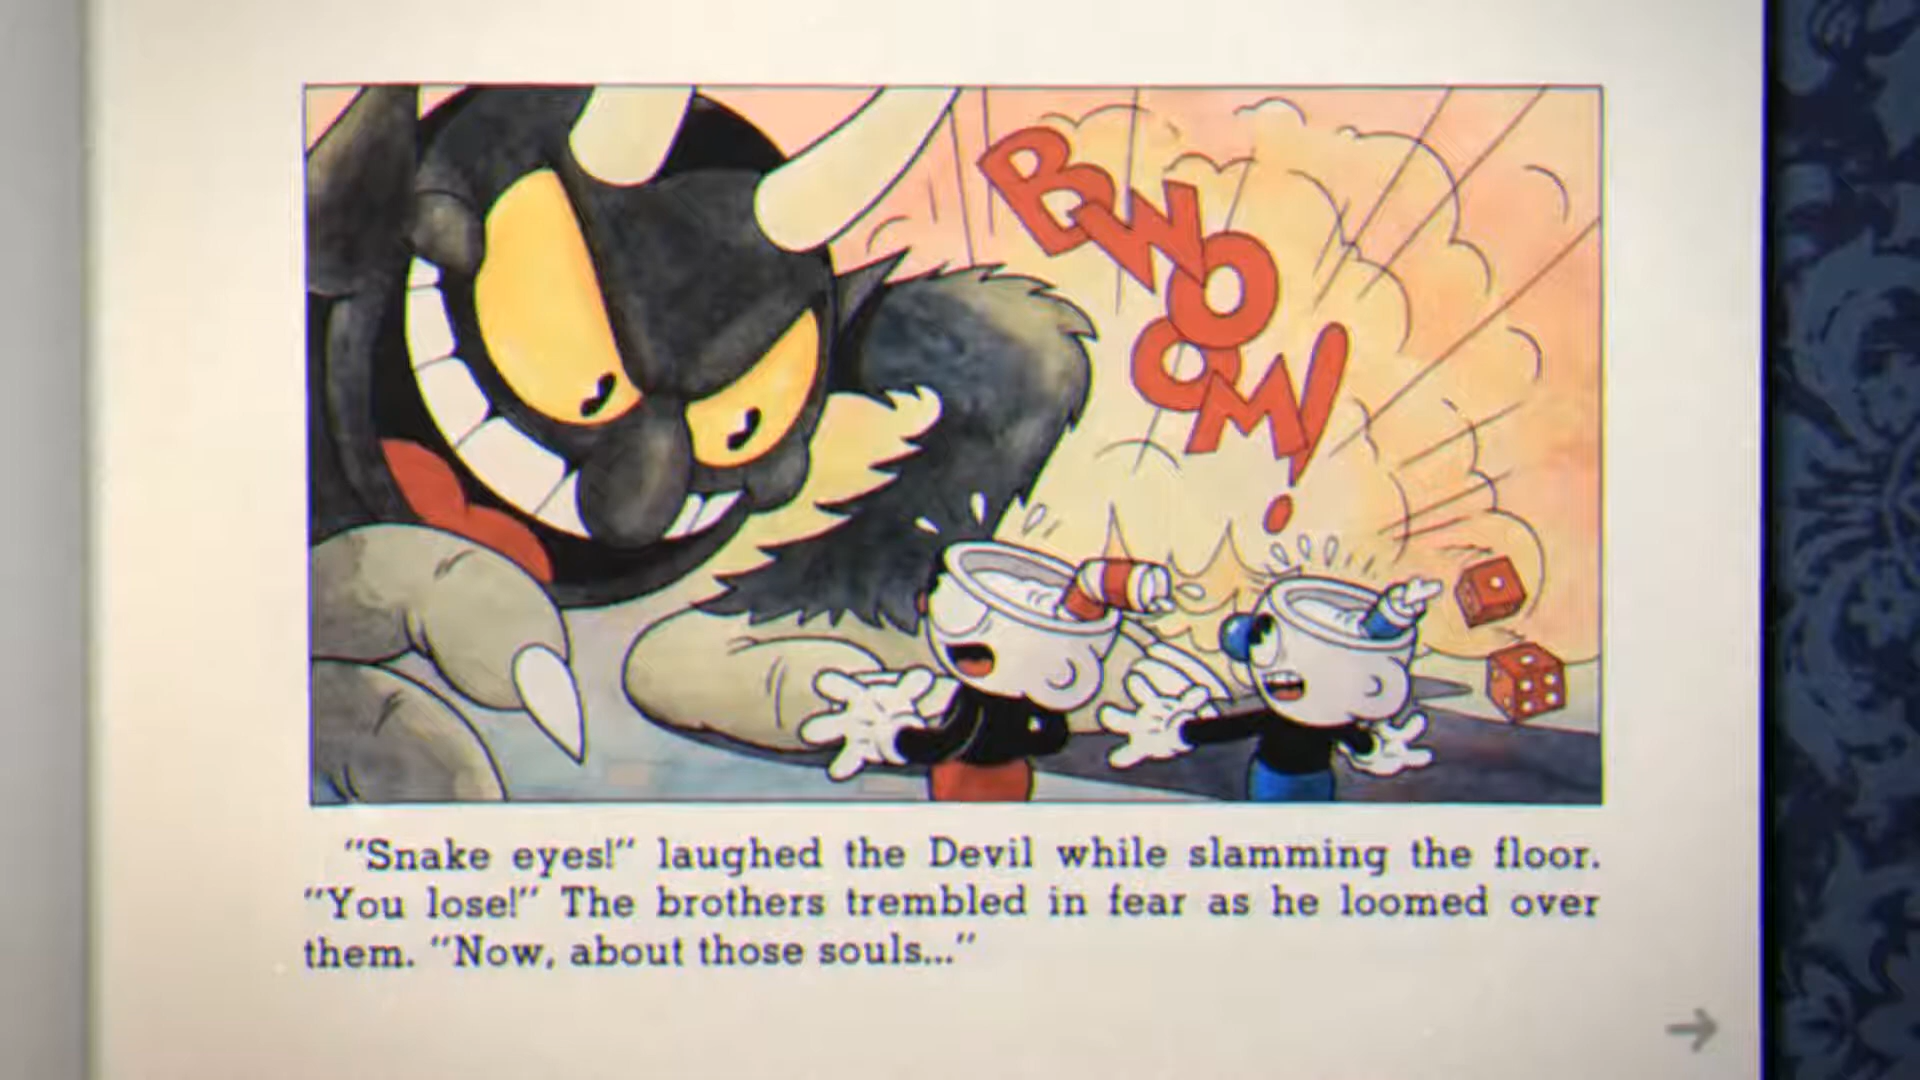 BWOOM!
“Snake eyes!” laughed the Devil while slamming the floor.
“You lose!” The brothers trembled in fear as he loomed over
them. “Now, about those souls...”